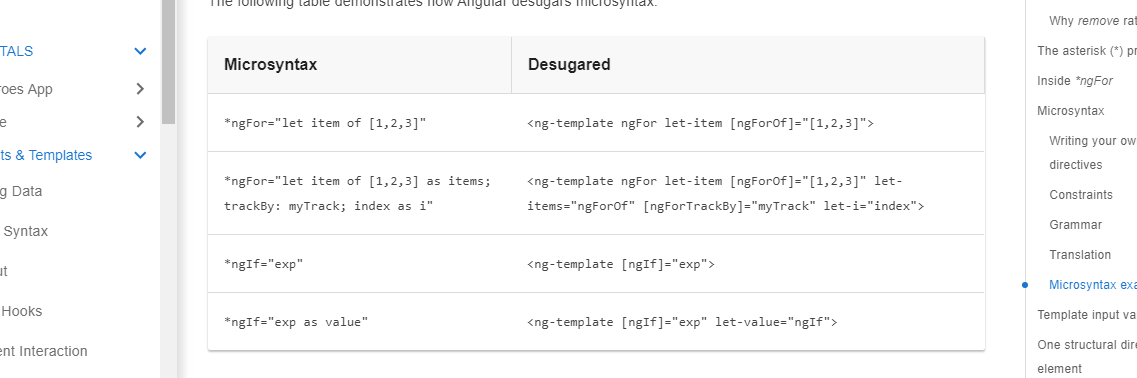 The following table demonstrates how Angular desugars microsyntax:
TALS
roes App
e
ts & Templates
g Data
Syntax
ut
Hooks
ent Interaction
Microsyntax Desugared
*ngFor="let item of [1,2,3]" <ng-template ngFor let-item [ngForOf]="[1,2,3]">
*ngFor="let item of [1,2,3] as items; <ng-template ngFor let-item [ngForOf]="[1,2,3]" let-
trackBy: myTrack; index as i" items="ngForOf" [ngForTrackBy]="myTrack" let-i="index">
*ngIf="exp" <ng-template [ngIf]="exp">
*ngIf="exp as value" <ng-template [ngIf]="exp" let-value="ngIf">
Why remove rat
The asterisk (*) pr
Inside *ngFor
Microsyntax
Writing your ow
directives
Constraints
Grammar
Translation
Microsyntax exa
Template input va
One structural dire
element